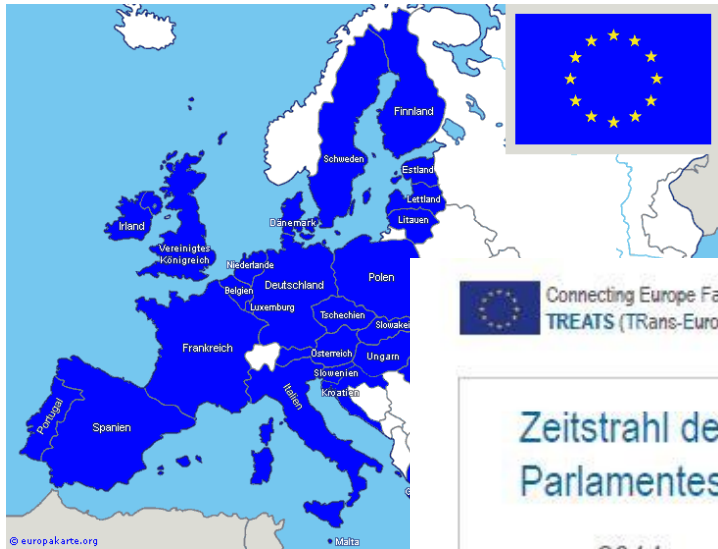 Finnland
Schweden
Estland
Lettland
Litauen
Dänemark
Irland
Vereinigtes
Königreich
Niederlande
Polen
Belgien
Deutschland
Luxemburg
Tschechien
Slowakei
Frankreich
Österreich
Ungarn
Slowenien
Kroatien
Italien
Portugal
Spanien
Malta
© europakarte.org
Connecting Europe Fa
TREATS (TRans-Euro
Zeitstrahl de
Parlamentes